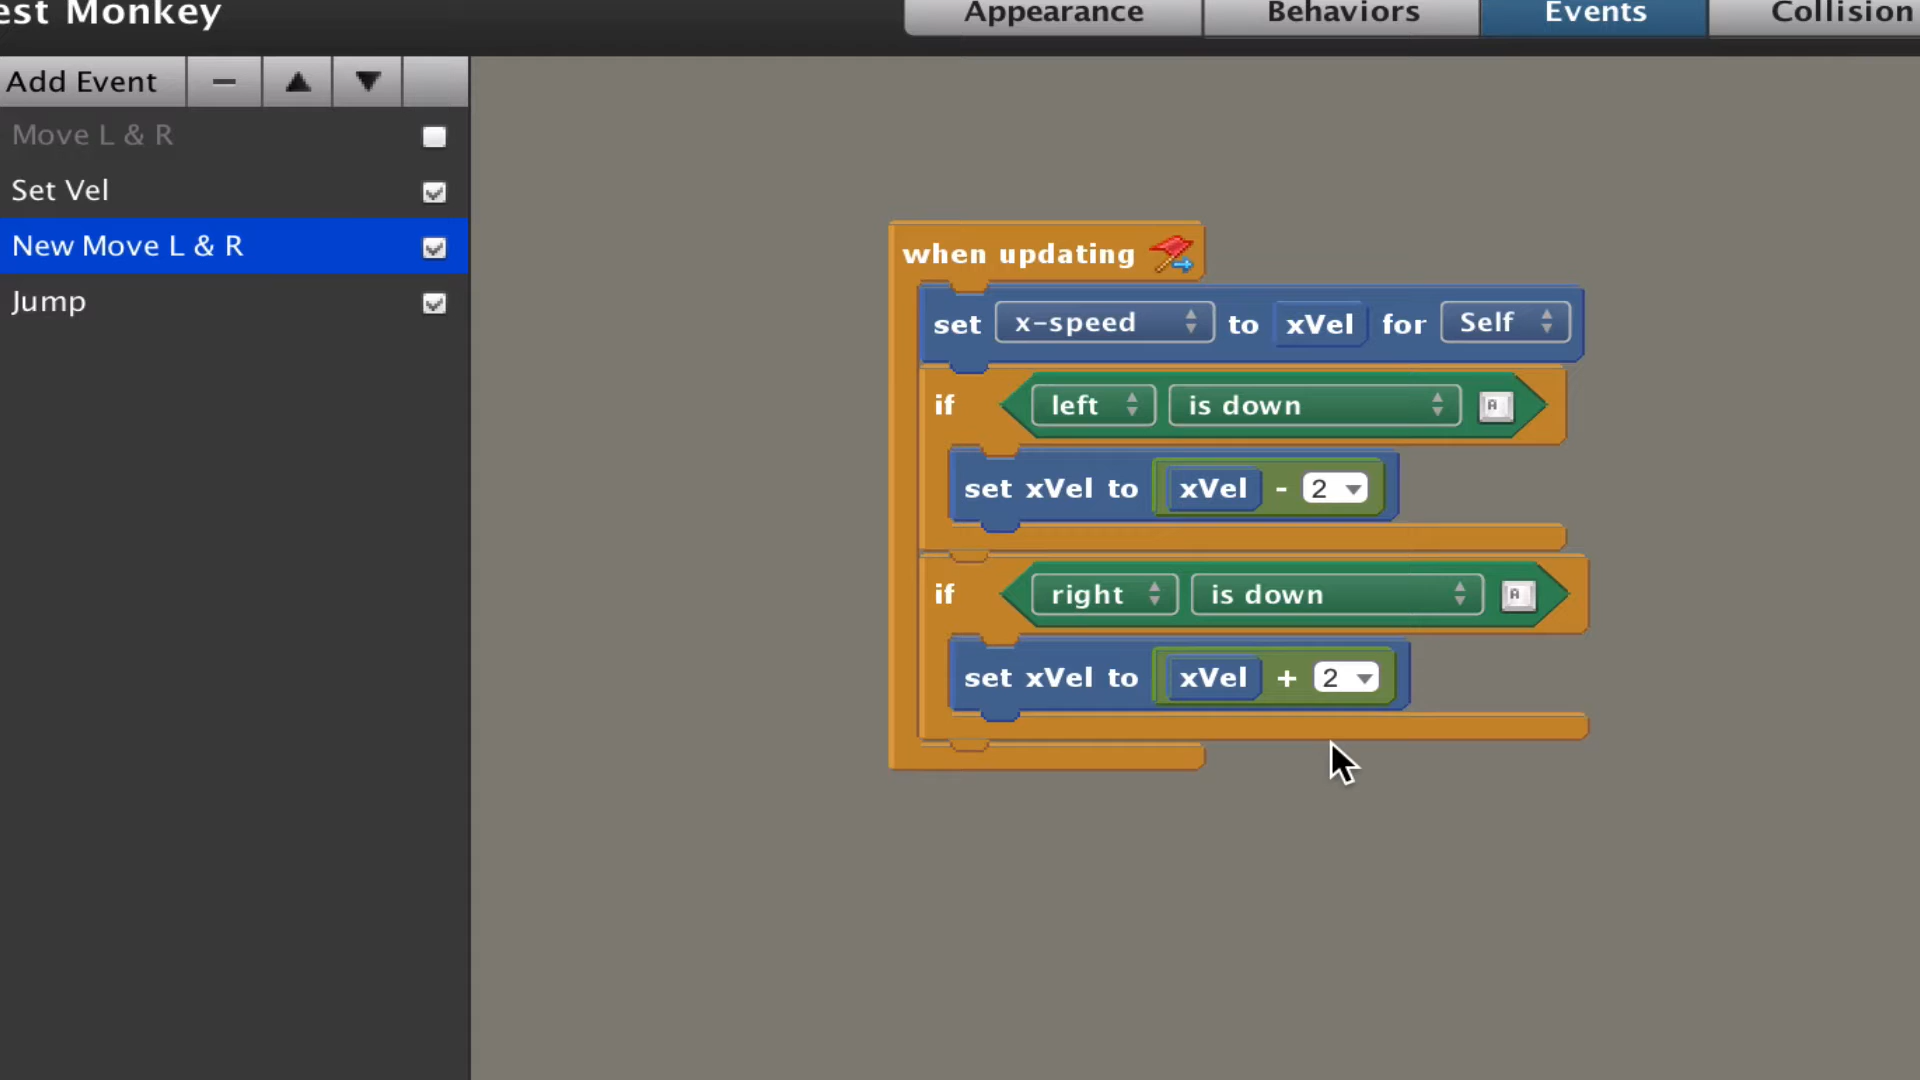 est Monkey
Appearance
Behaviors
Events
Collision
Add Event
Move L & R
Set Vel
New Move L & R
Jump
when updating
set x-speed to xVel for Self
if left is down A
set xVel to xVel - 2
if right is down A
set xVel to xVel + 2